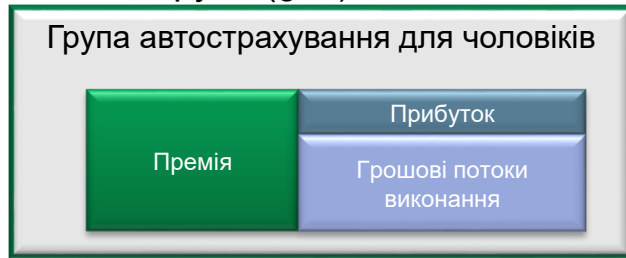 Група автострахування для чоловіків
Прибуток
Премія
Грошові потоки
виконання